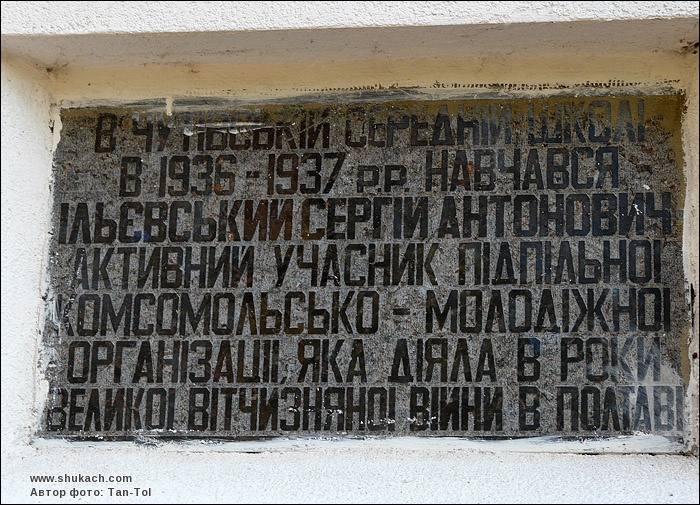 В ЧУТІВСЬКІЙ СЕРЕДНІЙ ШКОЛІ
В 1936-1937 р.р НАВЧАВСЯ
ІЛЬЄВСЬКИЙ СЕРГІЙ АНТОНОВИЧ
АКТИВНИЙ УЧАСНИК ПІДПІЛЬНОЇ
КОМСОМОЛЬСЬКО - МОЛОДІЖНОЇ
ОРГАНІЗАЦІЇ, ЯКА ДІЯЛА В РОКИ
ВЕЛИКОЇ ВІТЧИЗНЯНОЇ ВІЙНИ В ПОЛТАВІ
www.shukach.com
Автор фото: Tan-Tol